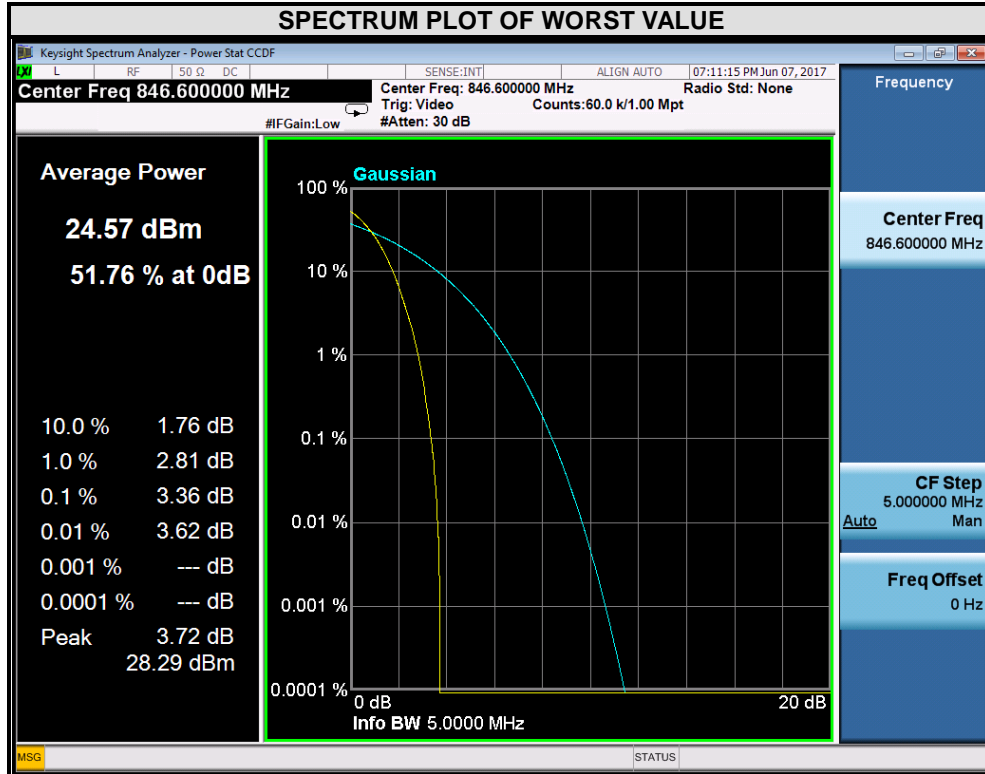 SPECTRUM PLOT OF WORST VALUE
Keysight Spectrum Analyzer - Power Stat CCDF
LXI L RF 50 Ω DC SENSE:INT ALIGN AUTO 07:11:15 PM Jun 07, 2017
Center Freq 846.600000 MHz
#IFGain:Low
Center Freq: 846.600000 MHz Radio Std: None
Trig: Video Counts:60.0 k/1.00 Mpt
#Atten: 30 dB
Average Power
24.57 dBm
51.76 % at 0dB
10.0 % 1.76 dB
1.0 % 2.81 dB
0.1 % 3.36 dB
0.01 % 3.62 dB
0.001 % --- dB
0.0001 % --- dB
Peak 3.72 dB
28.29 dBm
Gaussian
100 %
10 %
1 %
0.1 %
0.01 %
0.001 %
0.0001 %
0 dB 20 dB
Info BW 5.0000 MHz
Frequency
Center Freq
846.600000 MHz
CF Step
5.000000 MHz
Auto Man
Freq Offset
0 Hz
MSG STATUS